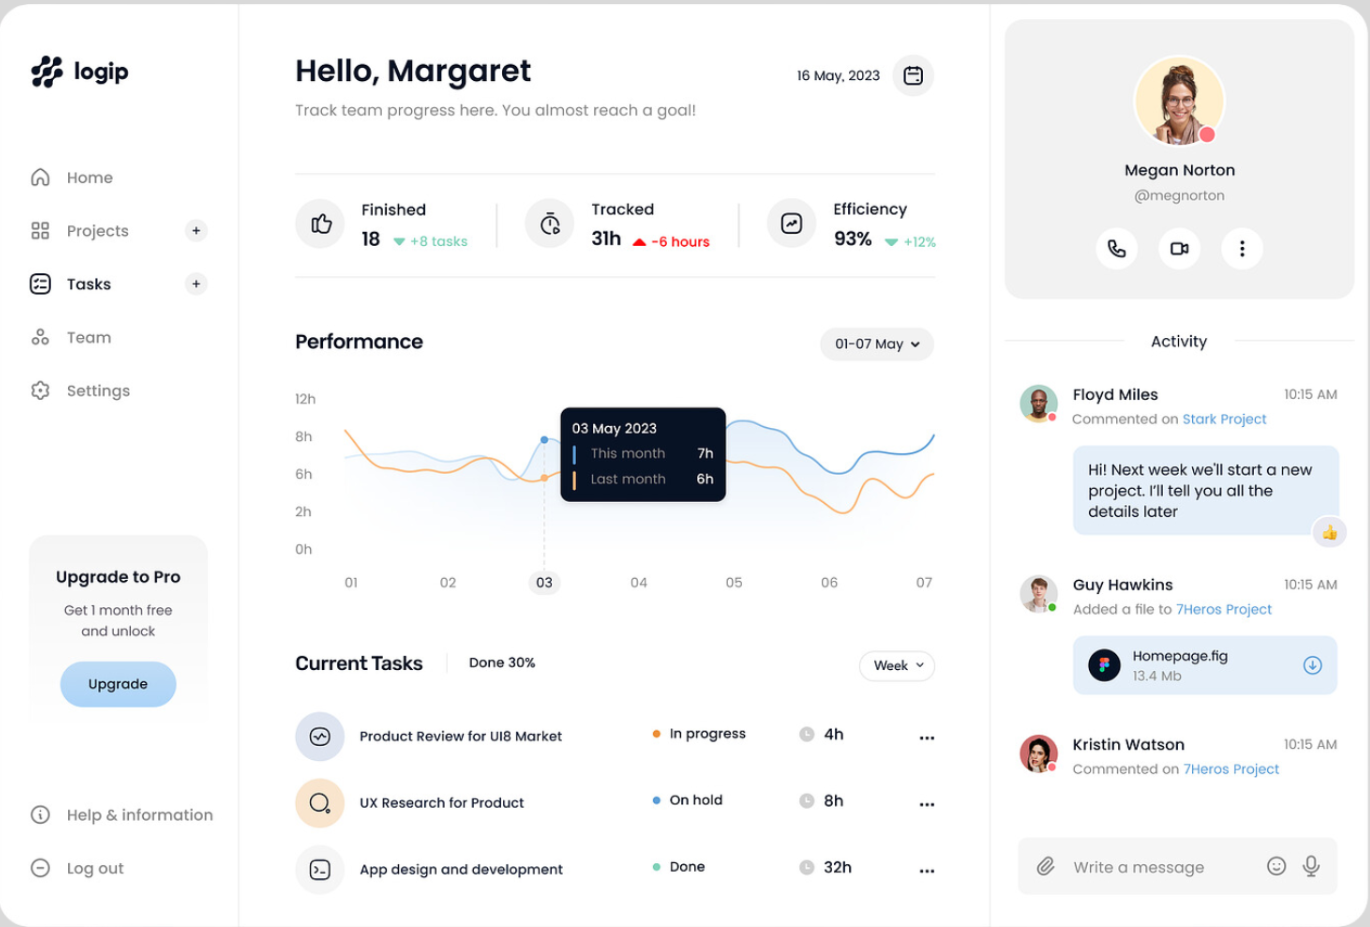 logip
Home
Projects +
Tasks +
Team
Settings
Upgrade to Pro
Get 1 month free
and unlock
Upgrade
Help & information
Log out
Hello, Margaret
16 May, 2023
Track team progress here. You almost reach a goal!
Finished
18 +8 tasks
Tracked
31h -6 hours
Efficiency
93% +12%
Performance
01-07 May
12h
8h
6h
2h
0h
03 May 2023
This month 7h
Last month 6h
01 02 03 04 05 06 07
Current Tasks
Done 30%
Week
Product Review for UI8 Market In progress 4h
UX Research for Product On hold 8h
App design and development Done 32h
Megan Norton
@megnorton
Activity
Floyd Miles 10:15 AM
Commented on Stark Project
Hi! Next week we'll start a new
project. I'll tell you all the
details later
Guy Hawkins 10:15 AM
Added a file to 7Heros Project
Homepage.fig
13.4 Mb
Kristin Watson 10:15 AM
Commented on 7Heros Project
Write a message